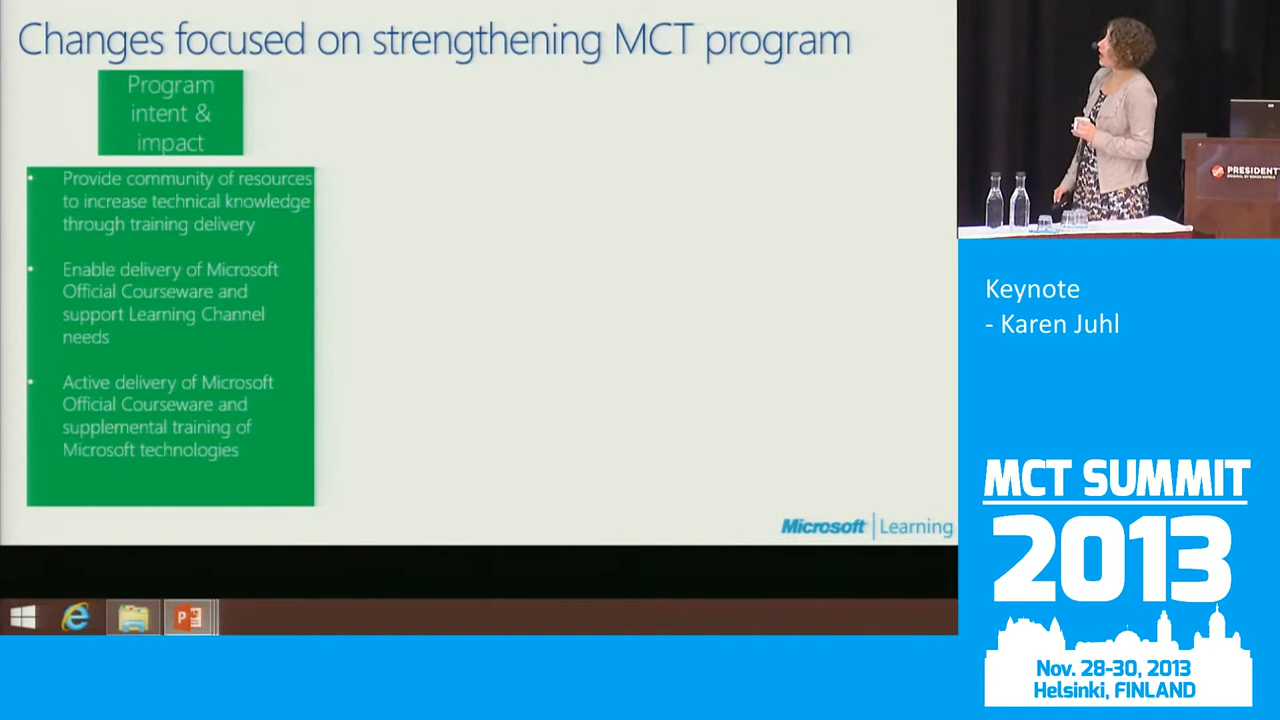 Changes focused on strengthening MCT program
Program
intent &
impact
• Provide community of resources
to increase technical knowledge
through training delivery
• Enable delivery of Microsoft
Official Courseware and
support Learning Channel
needs
• Active delivery of Microsoft
Official Courseware and
supplemental training of
Microsoft technologies
Microsoft | Learning
PRESIDENT
Keynote
- Karen Juhl
MCT SUMMIT
2013
Nov. 28-30, 2013
Helsinki, FINLAND